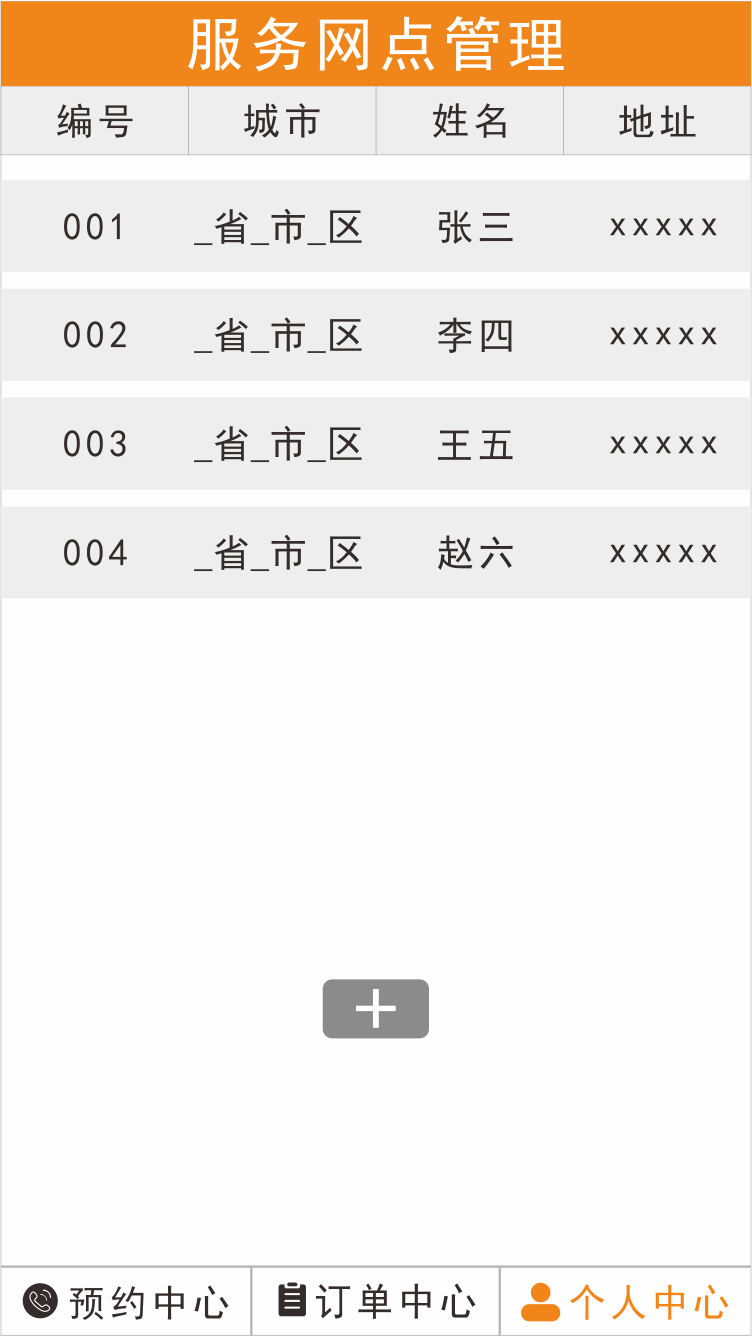 服务网点管理
编号 城市 姓名 地址
001 _省_市_区 张三 xxxxx
002 _省_市_区 李四 xxxxx
003 _省_市_区 王五 xxxxx
004 _省_市_区 赵六 xxxxx
+
预约中心 订单中心 个人中心